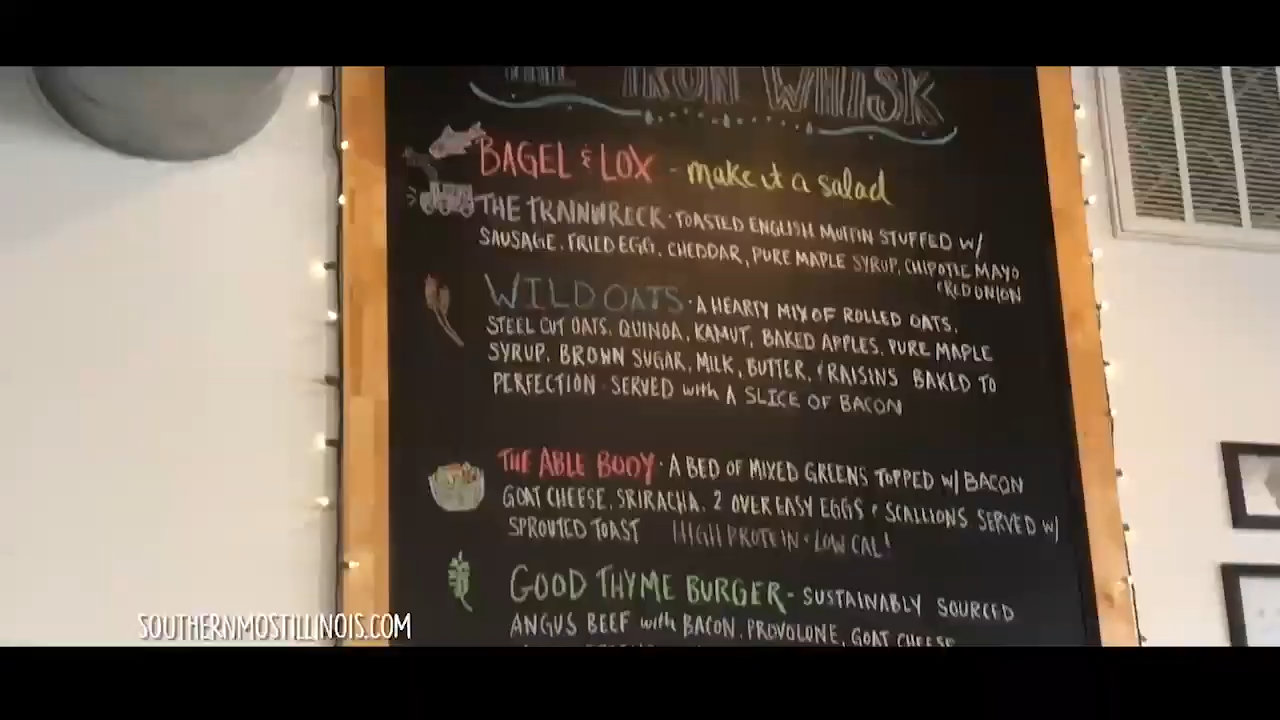 THE IRON WHISK
BAGEL & LOX - make it a salad
THE TRAINWRECK · TOASTED ENGLISH MUFFIN STUFFED W/
SAUSAGE, FRIED EGG, CHEDDAR, PURE MAPLE SYRUP, CHIPOTLE MAYO
& RED ONION
WILD OATS · A HEARTY MIX OF ROLLED OATS,
STEEL CUT OATS, QUINOA, KAMUT, BAKED APPLES, PURE MAPLE
SYRUP, BROWN SUGAR, MILK, BUTTER, & RAISINS BAKED TO
PERFECTION · SERVED with A SLICE OF BACON
THE ABLE BODY · A BED OF MIXED GREENS TOPPED W/ BACON
GOAT CHEESE, SRIRACHA, 2 OVER EASY EGGS & SCALLIONS SERVED W/
SPROUTED TOAST HIGH PROTEIN · LOW CAL!
GOOD THYME BURGER - SUSTAINABLY SOURCED
ANGUS BEEF with BACON, PROVOLONE, GOAT CHEESE
SOUTHERNMOSTILLINOIS.COM